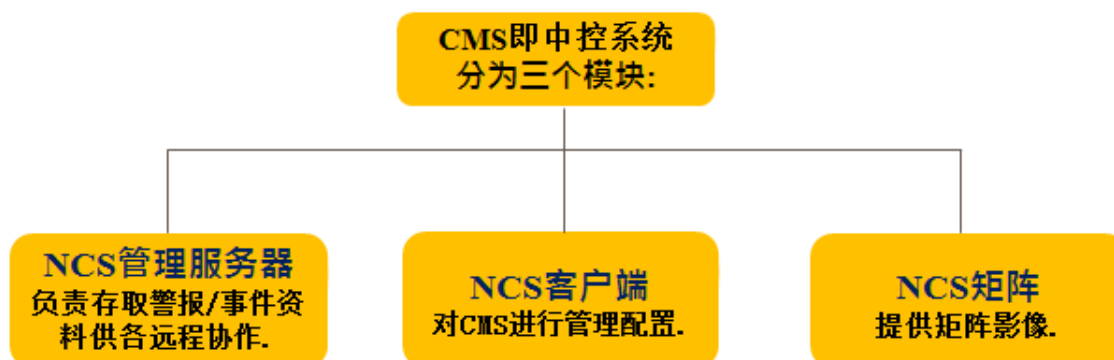 CMS即中控系统
分为三个模块:
NCS管理服务器
负责存取警报/事件资
料供各远程协作.
NCS客户端
对CMS进行管理配置.
NCS矩阵
提供矩阵影像.